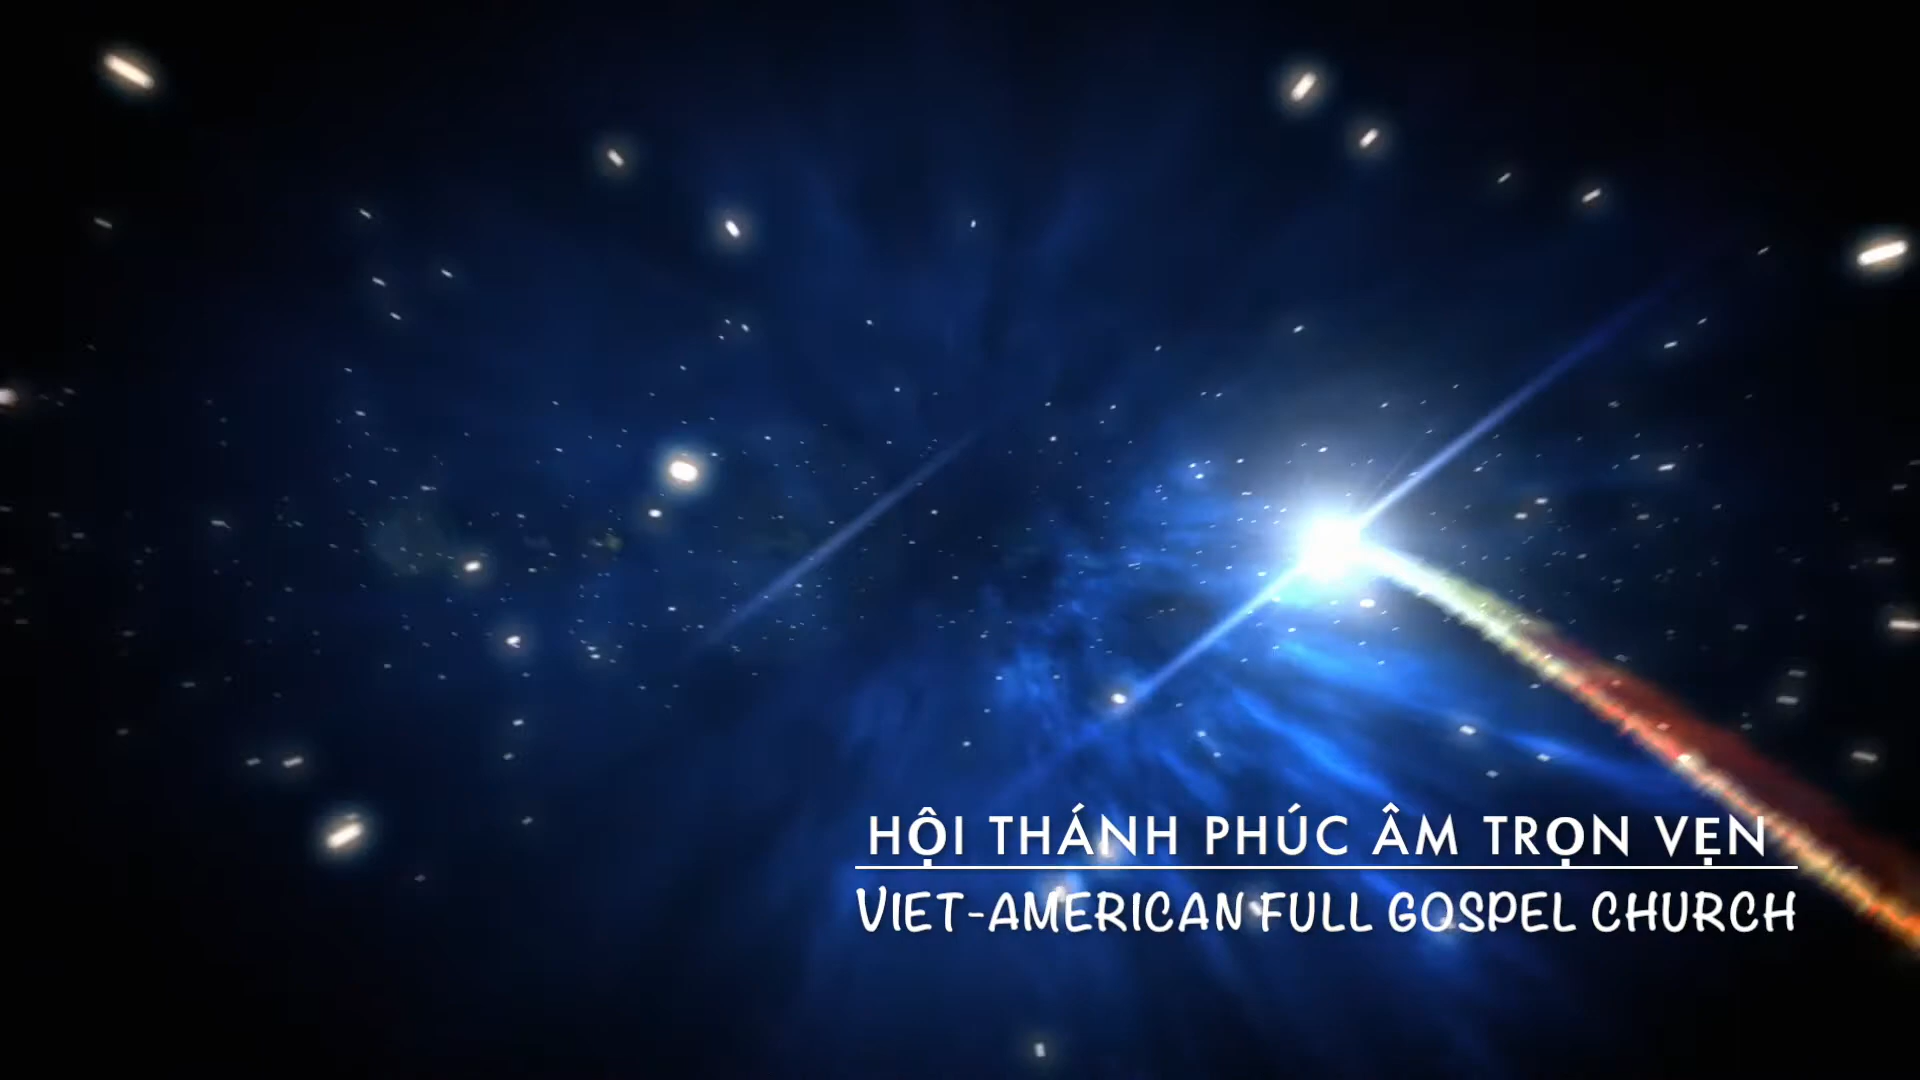 HỘI THÁNH PHÚC ÂM TRỌN VẸN
VIET-AMERICAN FULL GOSPEL CHURCH